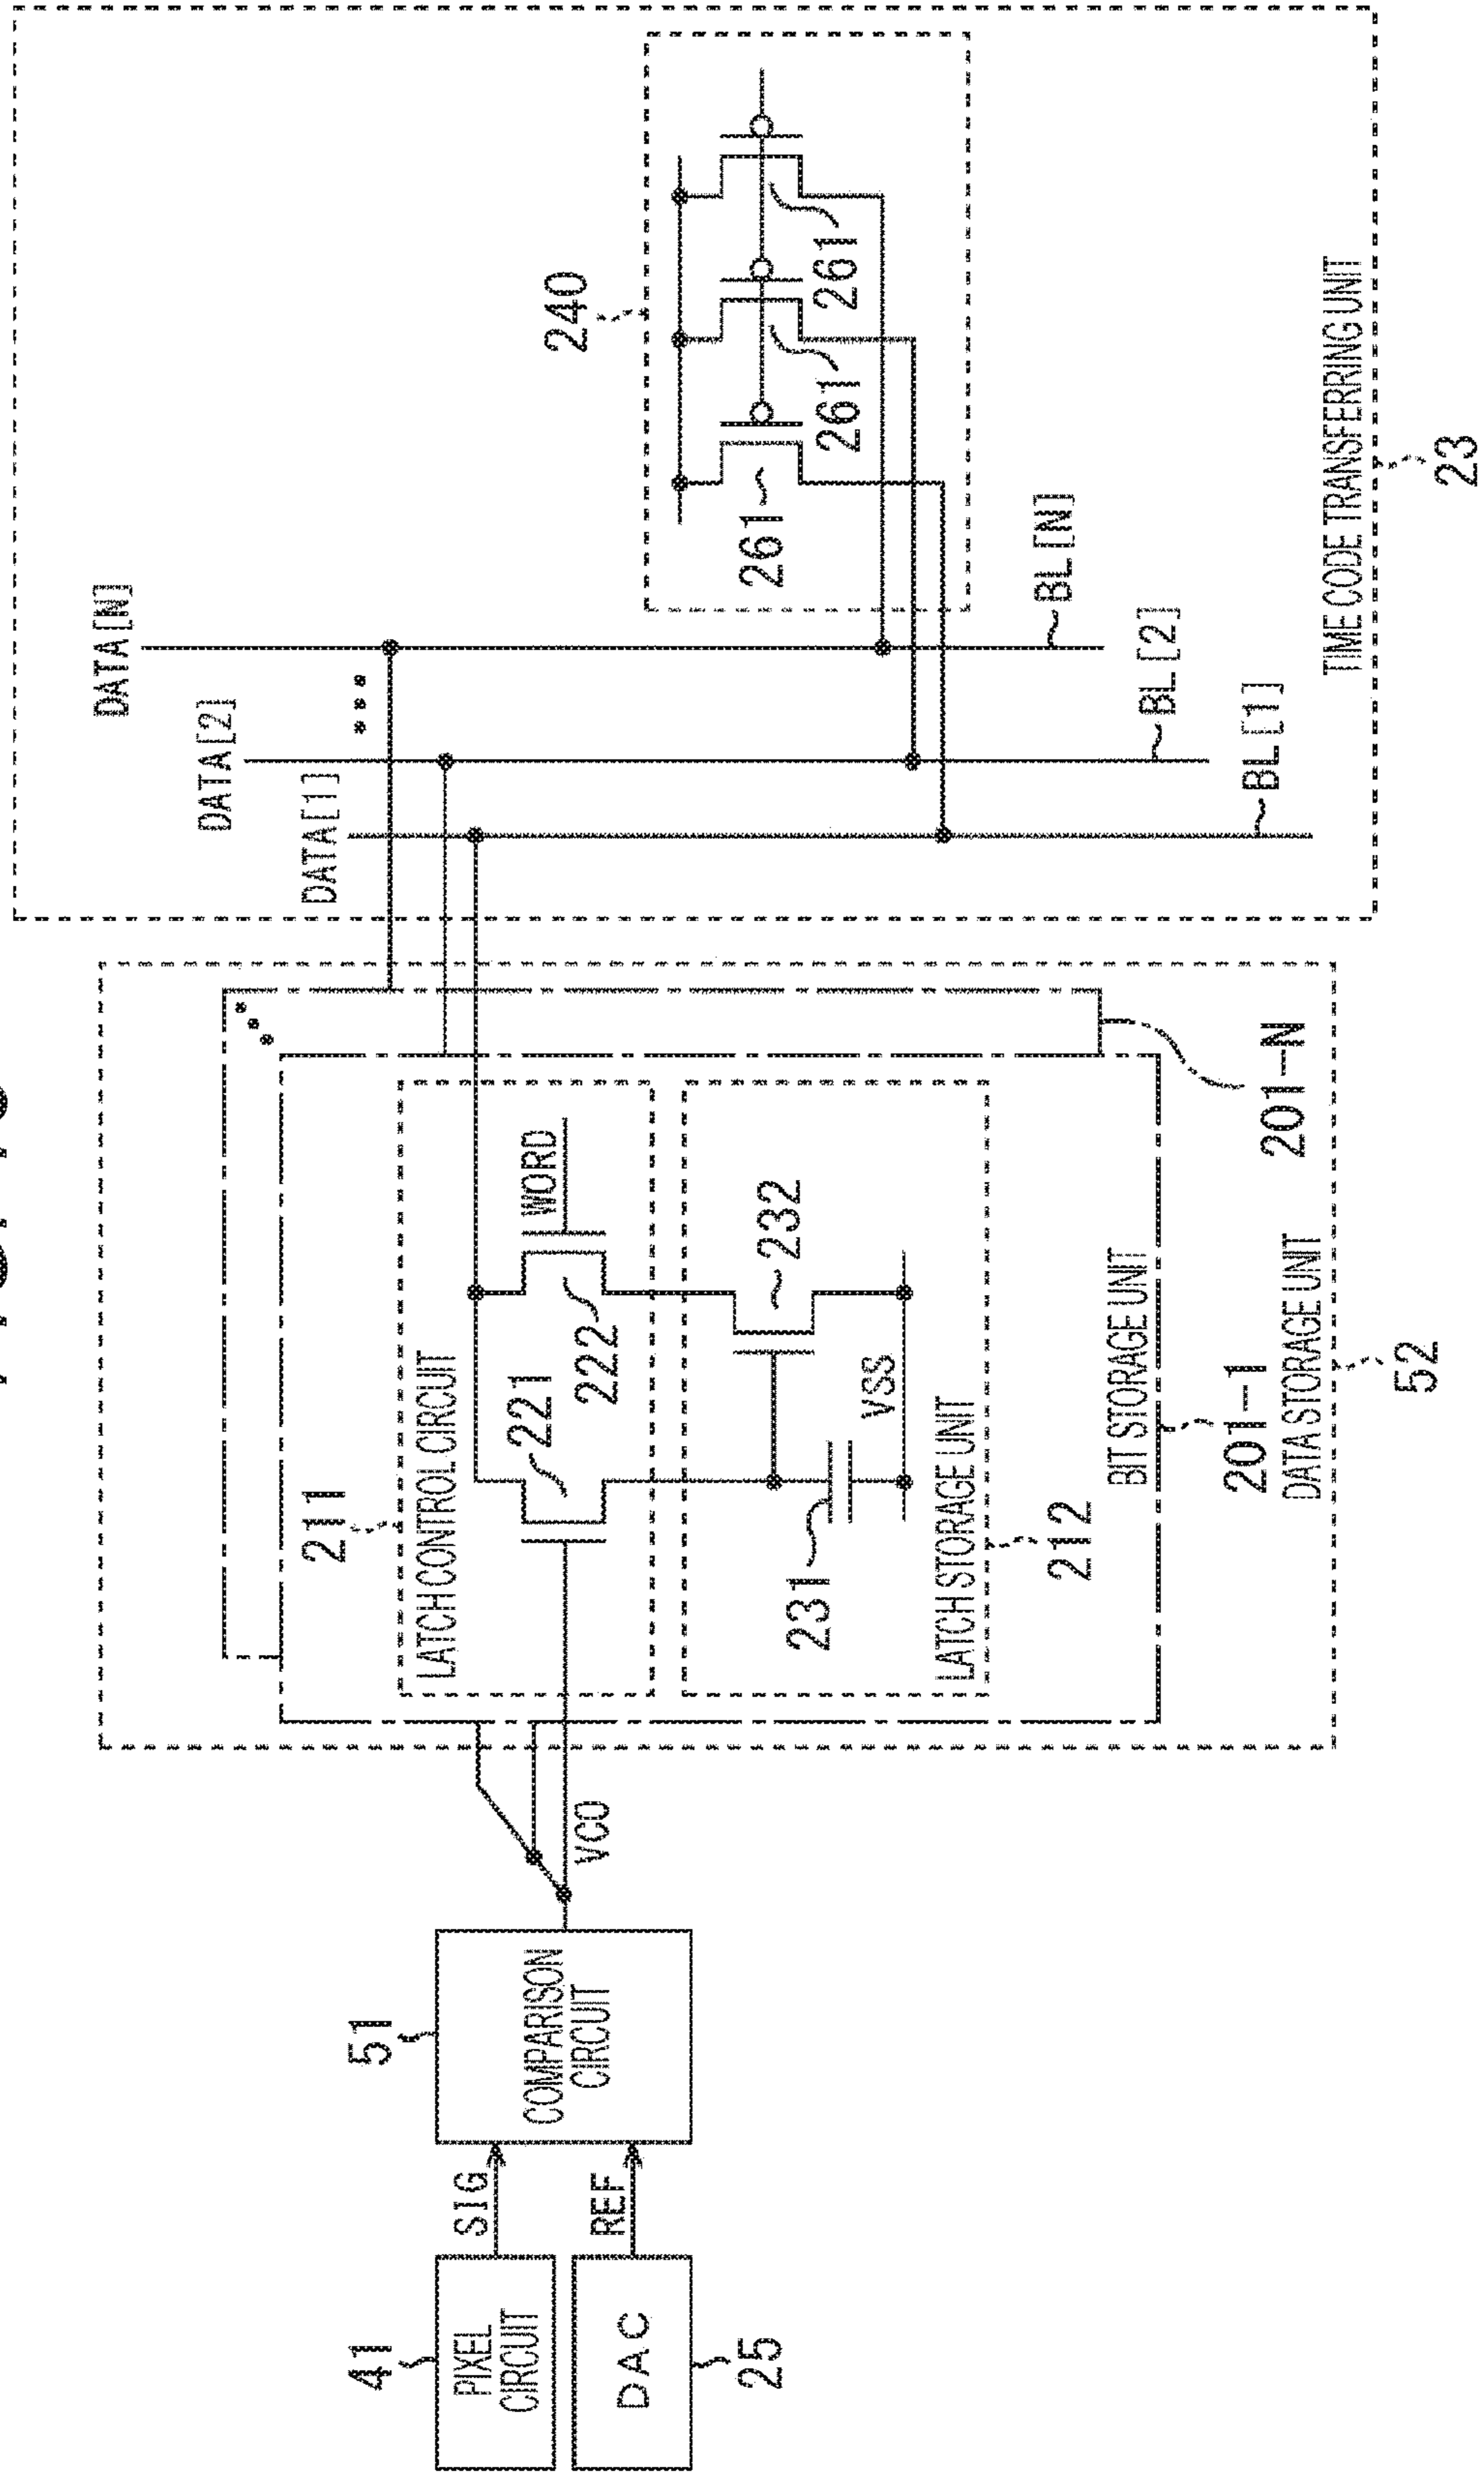 41
PIXEL
CIRCUIT
DAC
25
SIG
REF
51
COMPARISON
CIRCUIT
VCO
211
LATCH CONTROL CIRCUIT
221
222
WORD
231
232
VSS
LATCH STORAGE UNIT
212
BIT STORAGE UNIT
201-1
201-N
DATA STORAGE UNIT
52
DATA[N]
DATA[2]
DATA[1]
BL[N]
BL[2]
BL[1]
240
261
261
261
TIME CODE TRANSFERRING UNIT
23